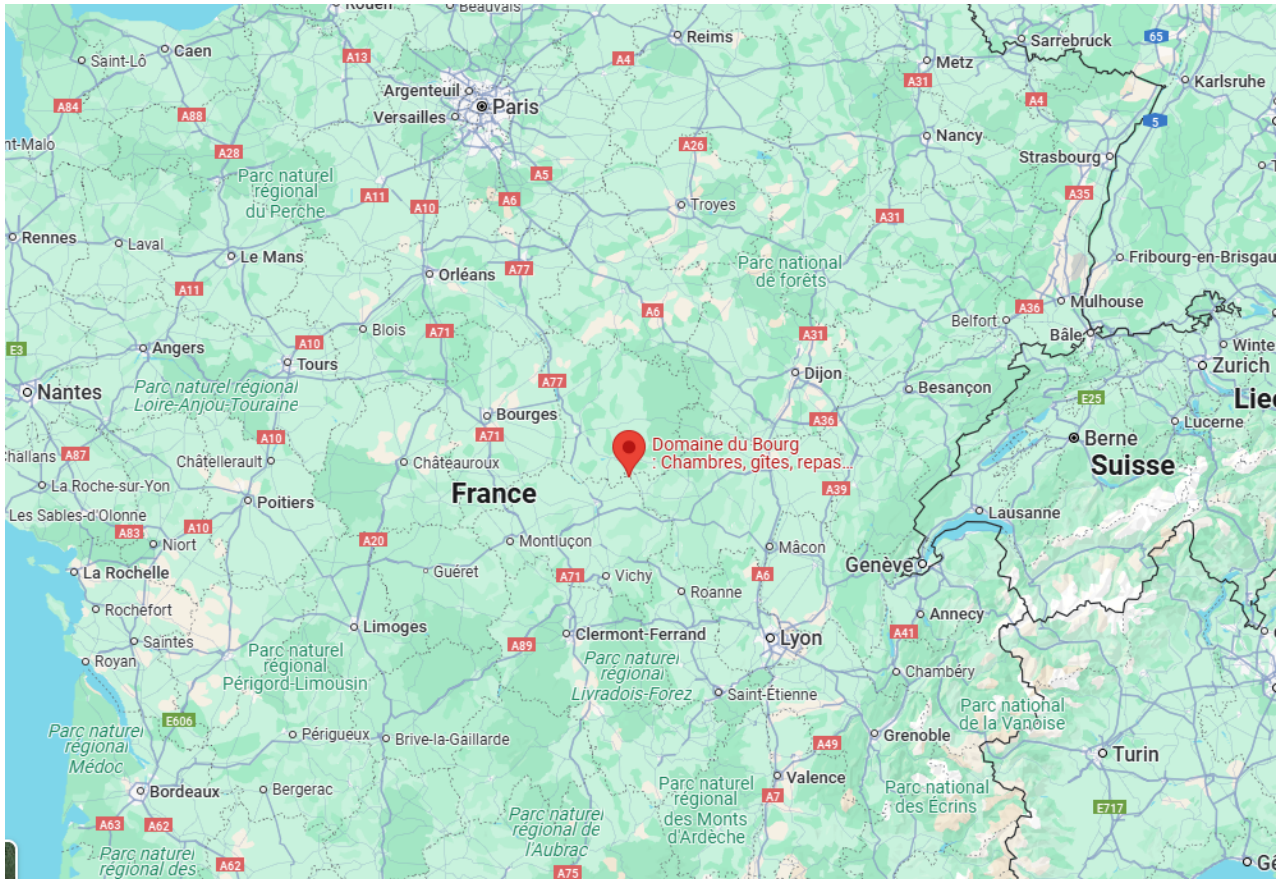 Rouen
Beauvais
Caen
Saint-Lô
A13
Reims
A4
Sarrebruck
65
Metz
A31
Karlsruhe
A4
Argenteuil
Paris
Versailles
A84
A88
5
nt-Malo
A28
A26
Nancy
Strasbourg
Parc naturel
régional
du Perche
A11
A10
A5
A6
Troyes
A35
A31
Rennes
Laval
Le Mans
Orléans
A77
Parc national
de forêts
Fribourg-en-Brisgau
A11
Blois
A71
A6
A31
Belfort
A36
Mulhouse
Bâle
E3
Angers
A10
Tours
Winte
Zurich
Nantes
Parc naturel régional
Loire-Anjou-Touraine
A77
Dijon
Besançon
E25
Lie
Bourges
A71
A36
Lucerne
A10
Berne
Suisse
Domaine du Bourg
: Chambres, gîtes, repas...
Challans
A87
Châtellerault
Châteauroux
La Roche-sur-Yon
Poitiers
France
A39
Lausanne
Les Sables-d'Olonne
A83
A10
Niort
A20
Montluçon
Mâcon
Genève
La Rochelle
Guéret
A71
Vichy
A6
Roanne
Rochefort
Saintes
Limoges
A89
Clermont-Ferrand
Lyon
A41
Annecy
Royan
Parc naturel
régional
Périgord-Limousin
Parc naturel
régional
Livradois-Forez
Saint-Étienne
Chambéry
Parc national
de la Vanoise
E606
Parc naturel
régional
Médoc
Périgueux
Brive-la-Gaillarde
A49
Grenoble
Turin
Bordeaux
Bergerac
Parc naturel
régional
des Monts
d'Ardèche
Valence
A7
Parc national
des Écrins
E717
A63
A62
Parc naturel
régional de
l'Aubrac
Parc naturel
régional des
A62
A75
Gê